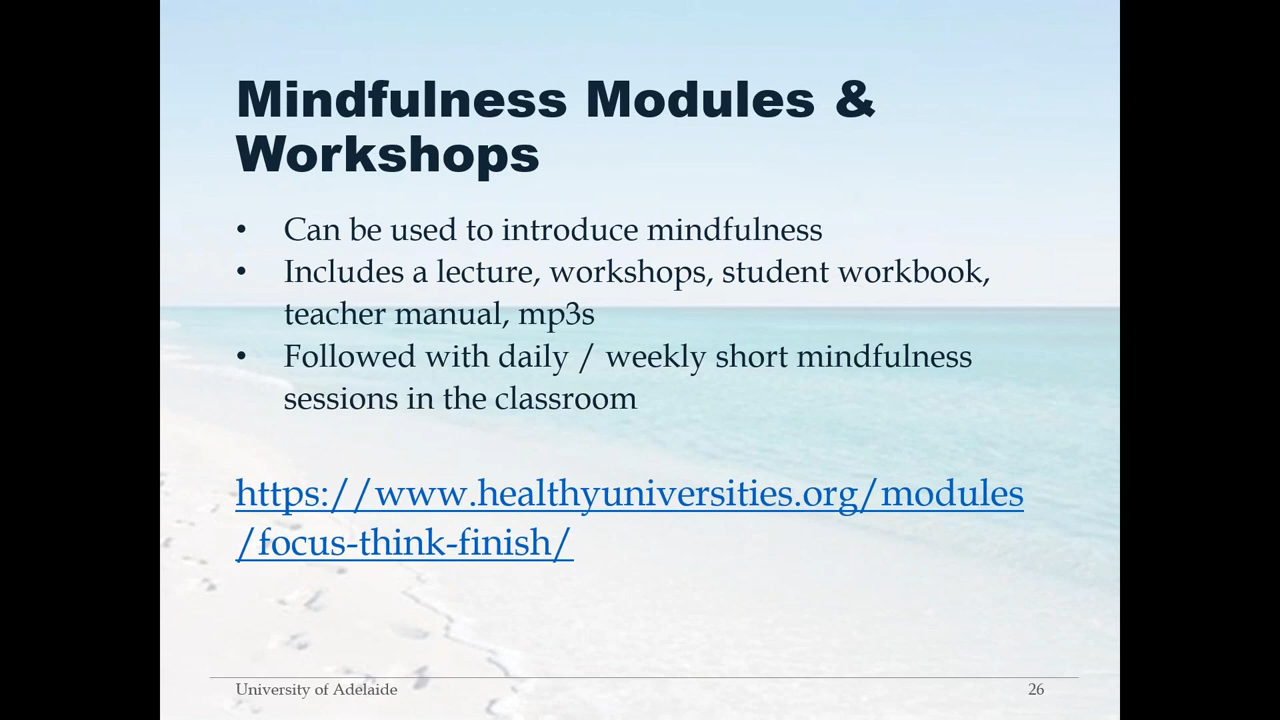 Mindfulness Modules &
Workshops
• Can be used to introduce mindfulness
• Includes a lecture, workshops, student workbook,
teacher manual, mp3s
• Followed with daily / weekly short mindfulness
sessions in the classroom
https://www.healthyuniversities.org/modules
/focus-think-finish/
University of Adelaide 26